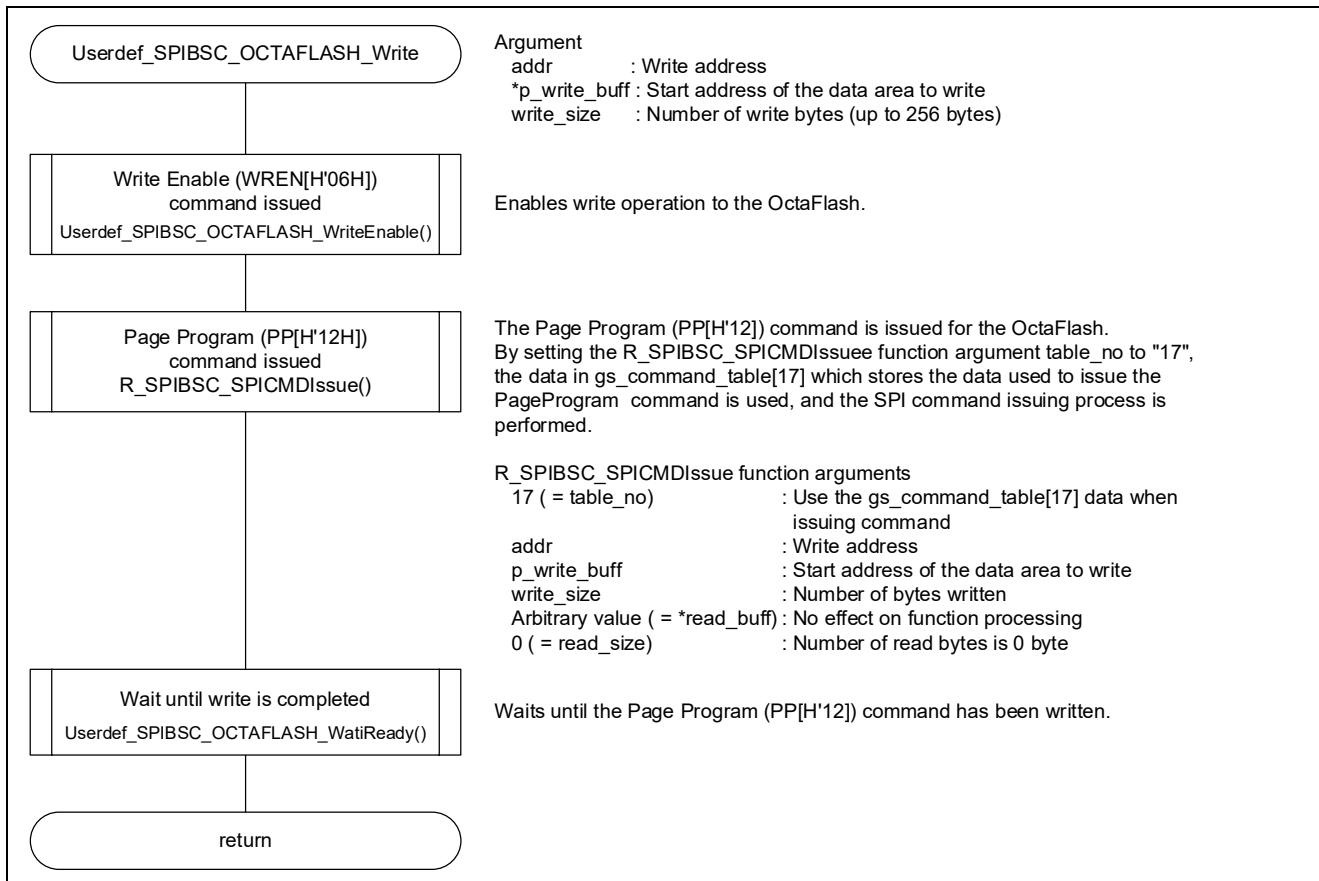 Userdef_SPIBSC_OCTAFLASH_Write
Argument
addr : Write address
*p_write_buff : Start address of the data area to write
write_size : Number of write bytes (up to 256 bytes)
Write Enable (WREN[H'06H])
command issued
Userdef_SPIBSC_OCTAFLASH_WriteEnable()
Enables write operation to the OctaFlash.
Page Program (PP[H'12H])
command issued
R_SPIBSC_SPICMDIssue()
The Page Program (PP[H'12]) command is issued for the OctaFlash.
By setting the R_SPIBSC_SPICMDIssuee function argument table_no to "17",
the data in gs_command_table[17] which stores the data used to issue the
PageProgram command is used, and the SPI command issuing process is
performed.
R_SPIBSC_SPICMDIssue function arguments
17 ( = table_no) : Use the gs_command_table[17] data when
issuing command
addr : Write address
p_write_buff : Start address of the data area to write
write_size : Number of bytes written
Arbitrary value ( = *read_buff) : No effect on function processing
0 ( = read_size) : Number of read bytes is 0 byte
Wait until write is completed
Userdef_SPIBSC_OCTAFLASH_WatiReady()
Waits until the Page Program (PP[H'12]) command has been written.
return